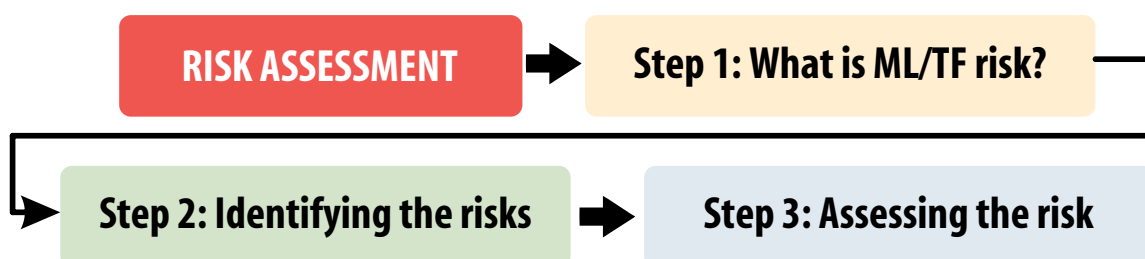 RISK ASSESSMENT
Step 1: What is ML/TF risk?
Step 2: Identifying the risks
Step 3: Assessing the risk